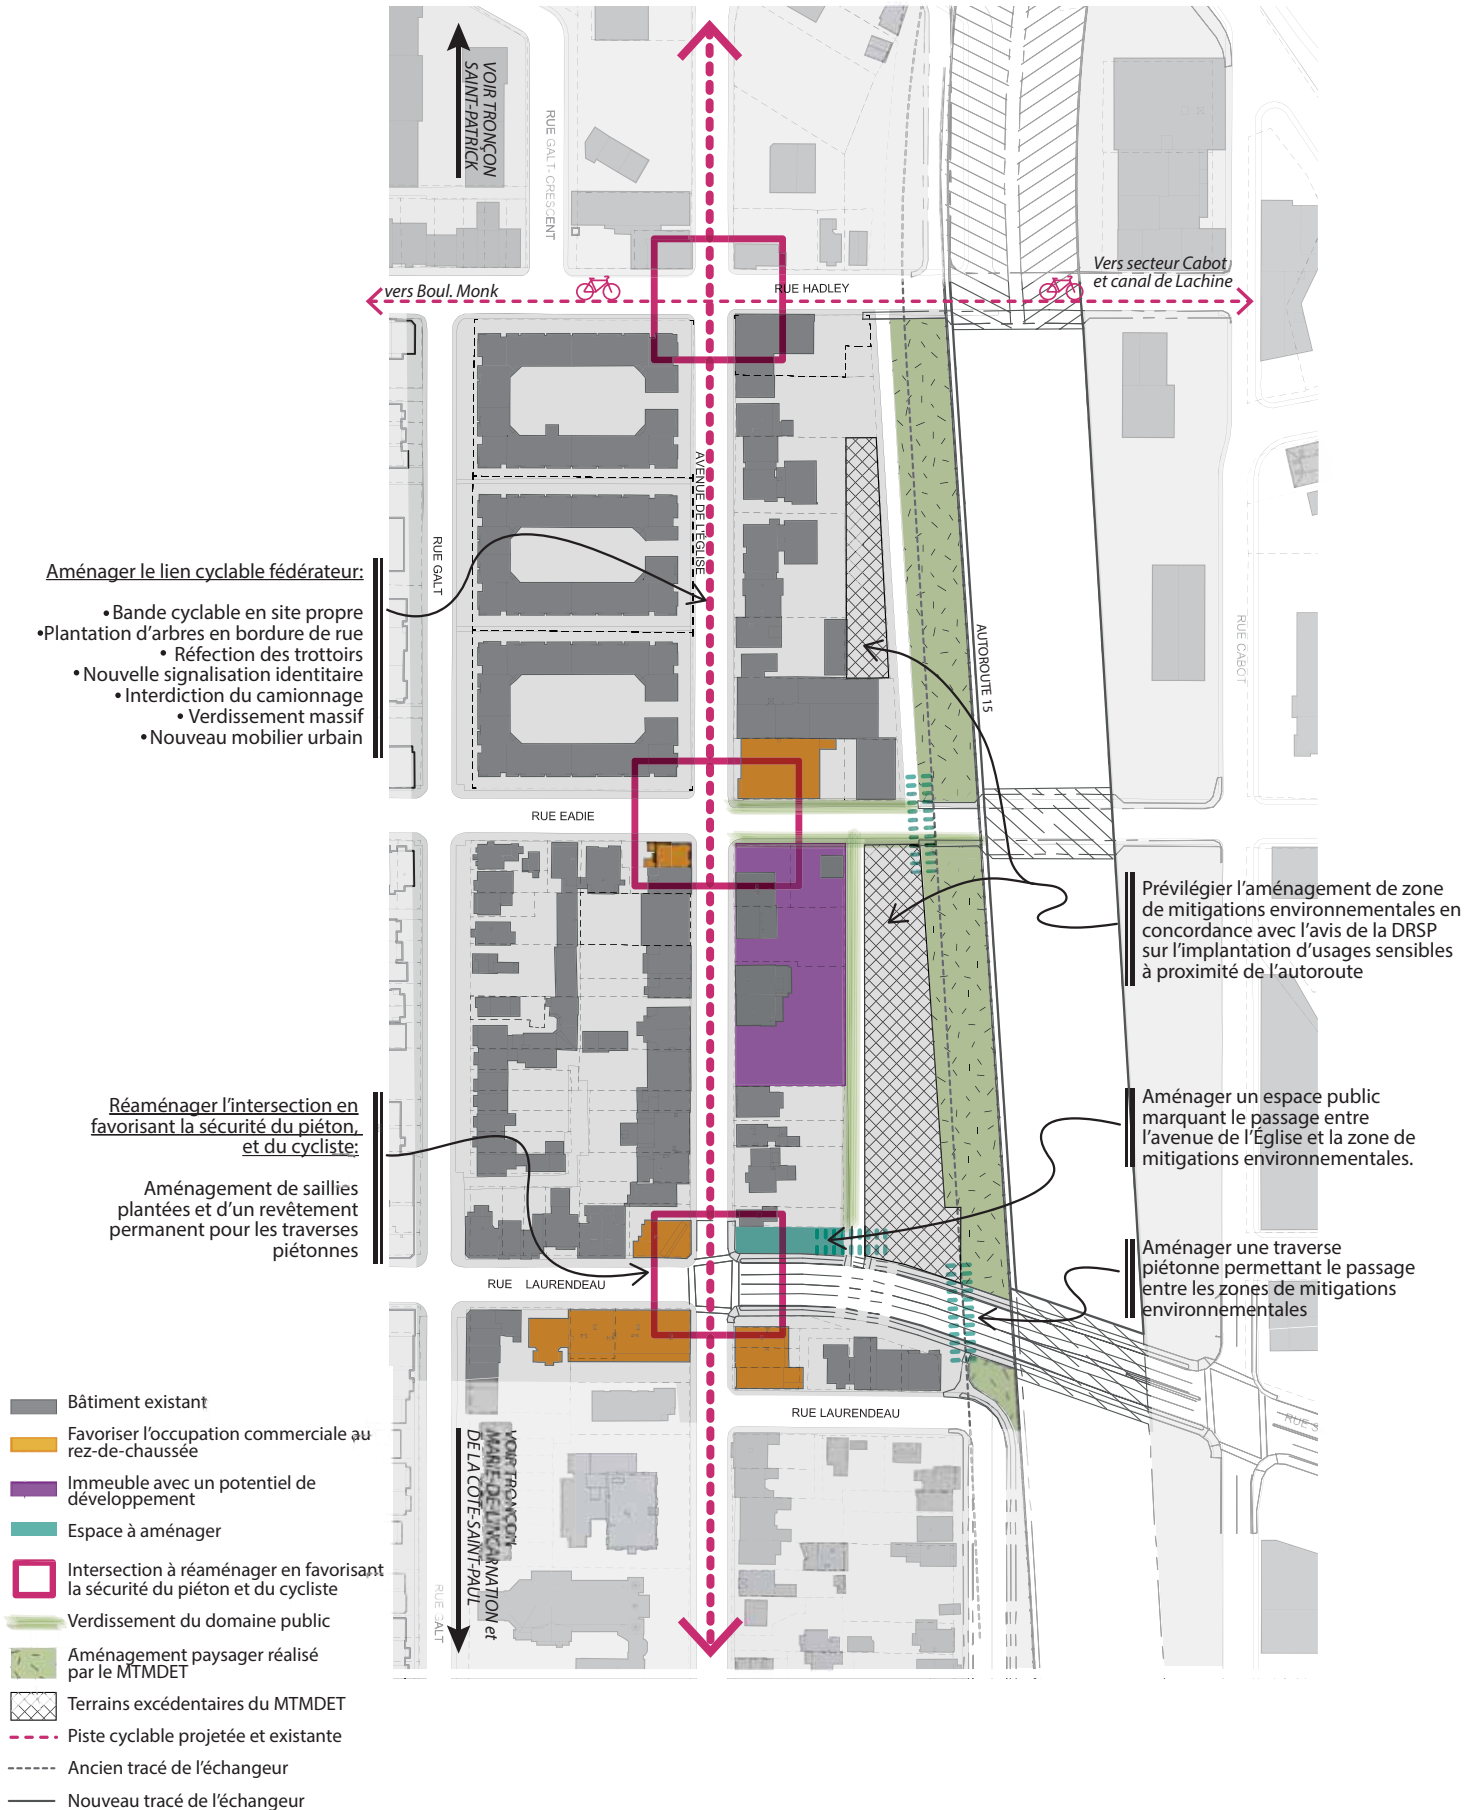 VOIR TRONÇON
SAINT-PATRICK
RUE GALT-CRESCENT
vers Boul. Monk
RUE HADLEY
Vers secteur Cabot
et canal de Lachine
AVENUE DE L'ÉGLISE
RUE GALT
AUTOROUTE 15
RUE CABOT
Aménager le lien cyclable fédérateur:
• Bande cyclable en site propre
•Plantation d'arbres en bordure de rue
• Réfection des trottoirs
• Nouvelle signalisation identitaire
• Interdiction du camionnage
• Verdissement massif
• Nouveau mobilier urbain
RUE EADIE
Prévilégier l'aménagement de zone
de mitigations environnementales en
concordance avec l'avis de la DRSP
sur l'implantation d'usages sensibles
à proximité de l'autoroute
Réaménager l'intersection en
favorisant la sécurité du piéton,
et du cycliste:
Aménagement de saillies
plantées et d'un revêtement
permanent pour les traverses
piétonnes
Aménager un espace public
marquant le passage entre
l'avenue de l'Église et la zone de
mitigations environnementales.
Aménager une traverse
piétonne permettant le passage
entre les zones de mitigations
environnementales
RUE LAURENDEAU
RUE LAURENDEAU
RUE S
VOIR TRONÇON
MARIE-DE-L'INCARNATION et
DE LA CÔTE-SAINT-PAUL
RUE GALT
Bâtiment existant
Favoriser l'occupation commerciale au
rez-de-chaussée
Immeuble avec un potentiel de
développement
Espace à aménager
Intersection à réaménager en favorisant
la sécurité du piéton et du cycliste
Verdissement du domaine public
Aménagement paysager réalisé
par le MTMDET
Terrains excédentaires du MTMDET
Piste cyclable projetée et existante
Ancien tracé de l'échangeur
Nouveau tracé de l'échangeur